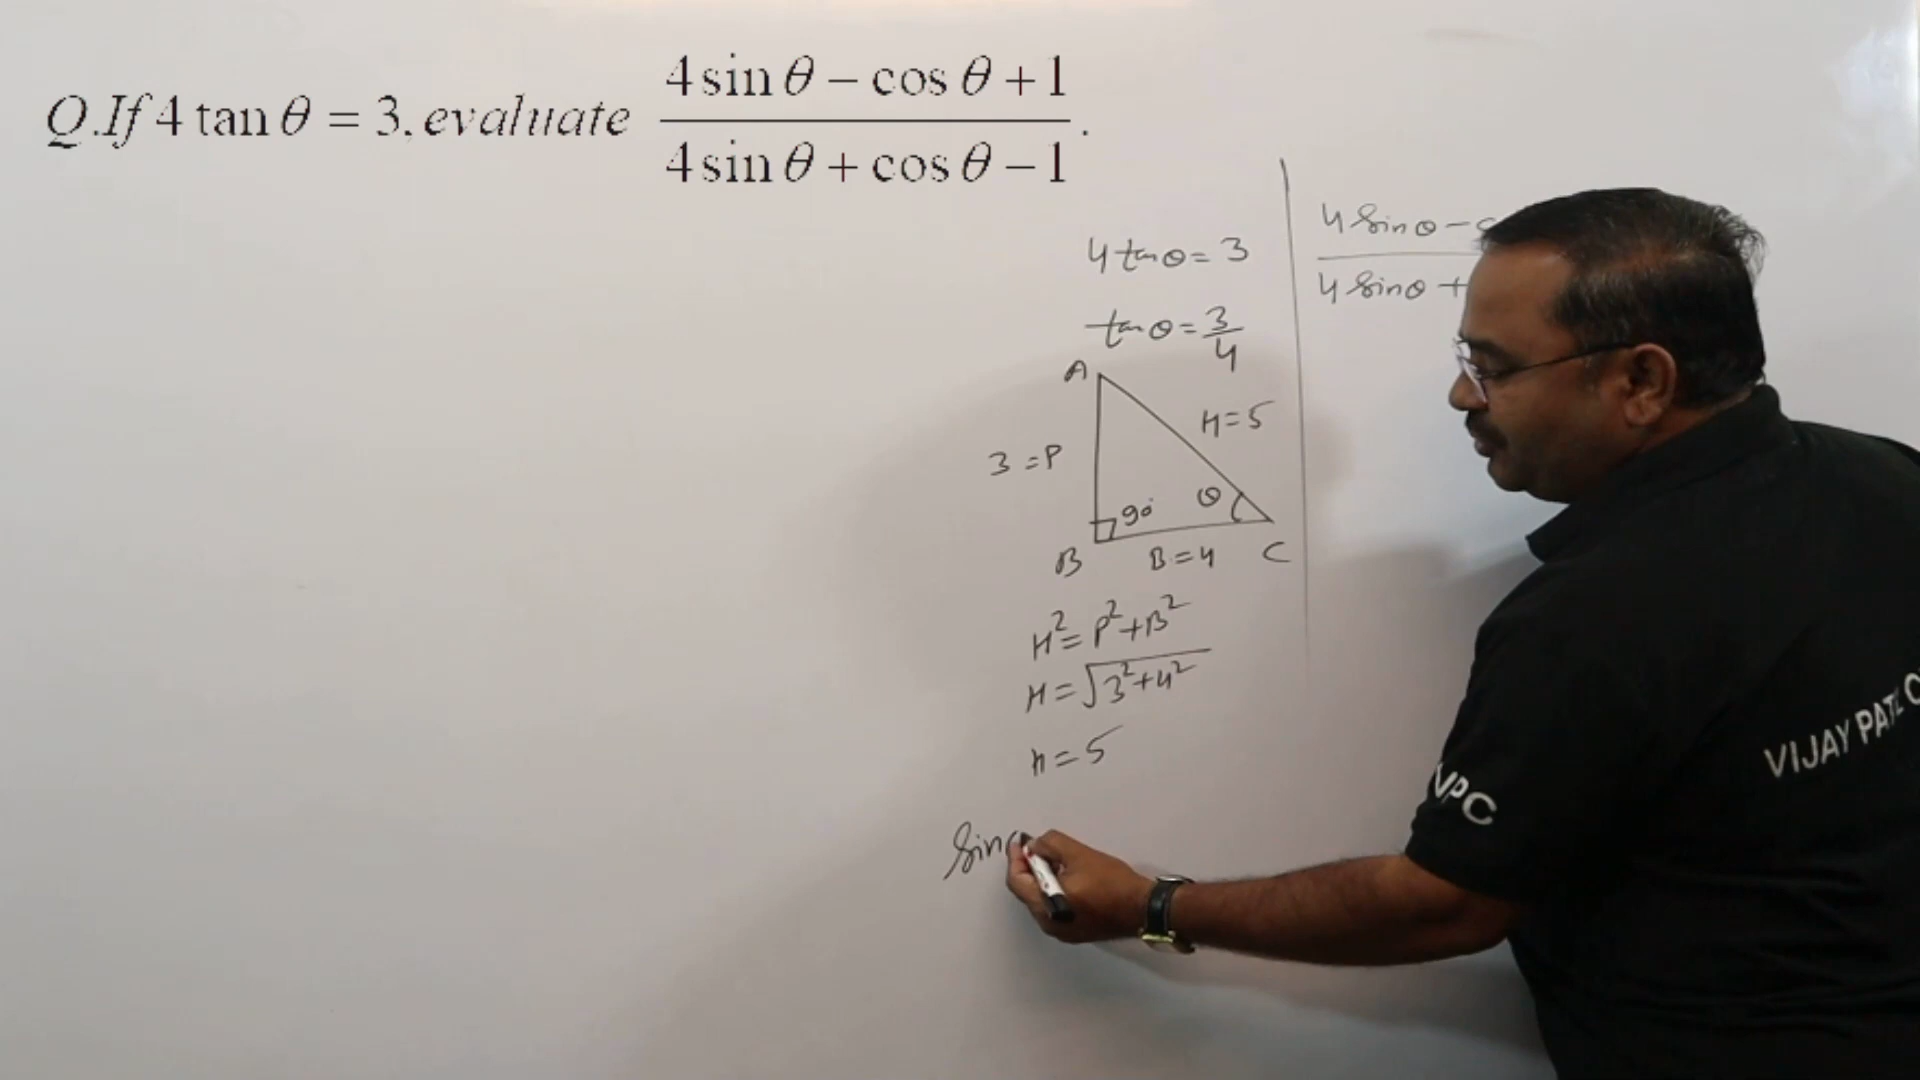 Q.If 4 tan θ = 3, evaluate (4 sin θ − cos θ + 1)/(4 sin θ + cos θ − 1).
4 tan θ = 3
tan θ = 3/4
A
H = 5
3 = P
90° θ
B B = 4 C
H² = P² + B²
H = √(3² + 4²)
h = 5
sin
4 sin θ −
4 sin θ +
VPC
VIJAY PATIL